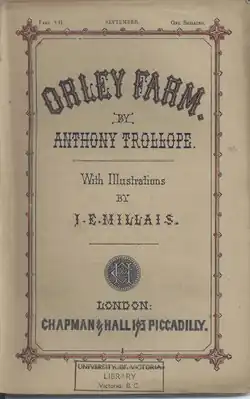 Part VII. SEPTEMBER. One Shilling.
ORLEY FARM.
BY
ANTHONY TROLLOPE.
With Illustrations
BY
J.E. MILLAIS.
LONDON:
CHAPMAN & HALL 193 PICCADILLY.
UNIVERSITY OF VICTORIA
LIBRARY
Victoria, B. C.